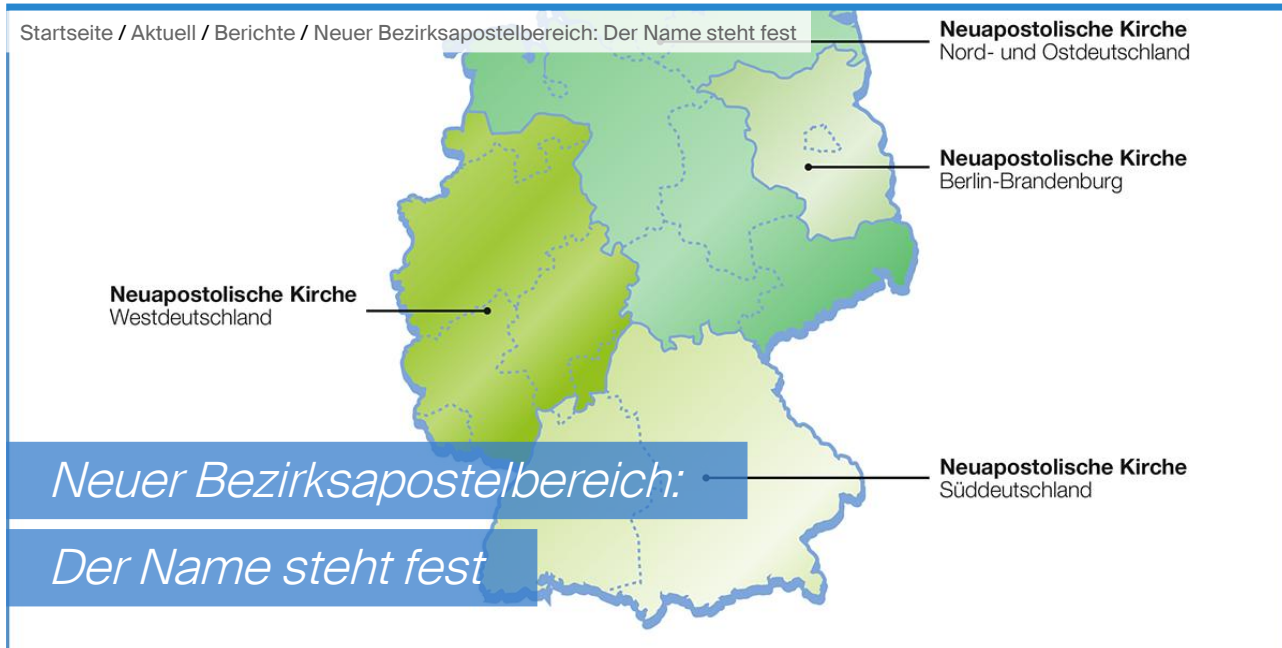 Startseite / Aktuell / Berichte / Neuer Bezirksapostelbereich: Der Name steht fest
Neuapostolische Kirche
Nord- und Ostdeutschland
Neuapostolische Kirche
Berlin-Brandenburg
Neuapostolische Kirche
Westdeutschland
Neuapostolische Kirche
Süddeutschland
Neuer Bezirksapostelbereich:
Der Name steht fest